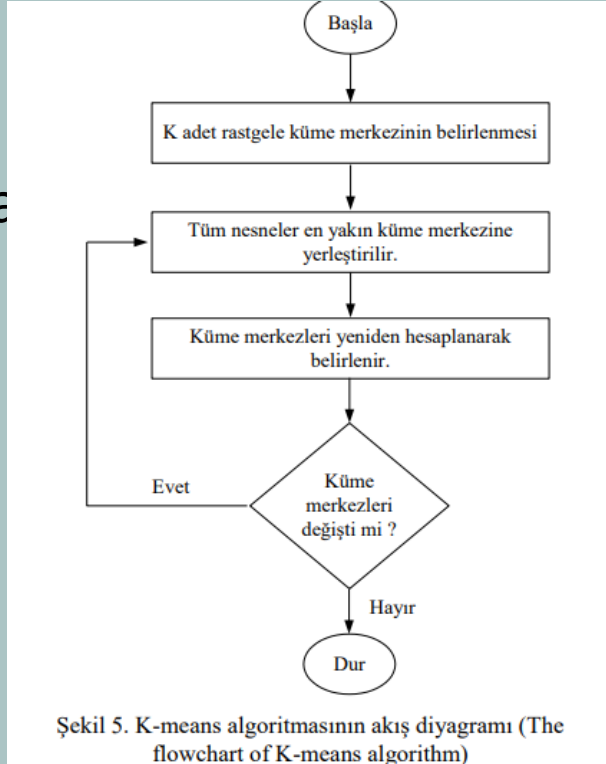 Başla
K adet rastgele küme merkezinin belirlenmesi
Tüm nesneler en yakın küme merkezine
yerleştirilir.
Küme merkezleri yeniden hesaplanarak
belirlenir.
Evet
Küme
merkezleri
değişti mi ?
Hayır
Dur
Şekil 5. K-means algoritmasının akış diyagramı (The
flowchart of K-means algorithm)